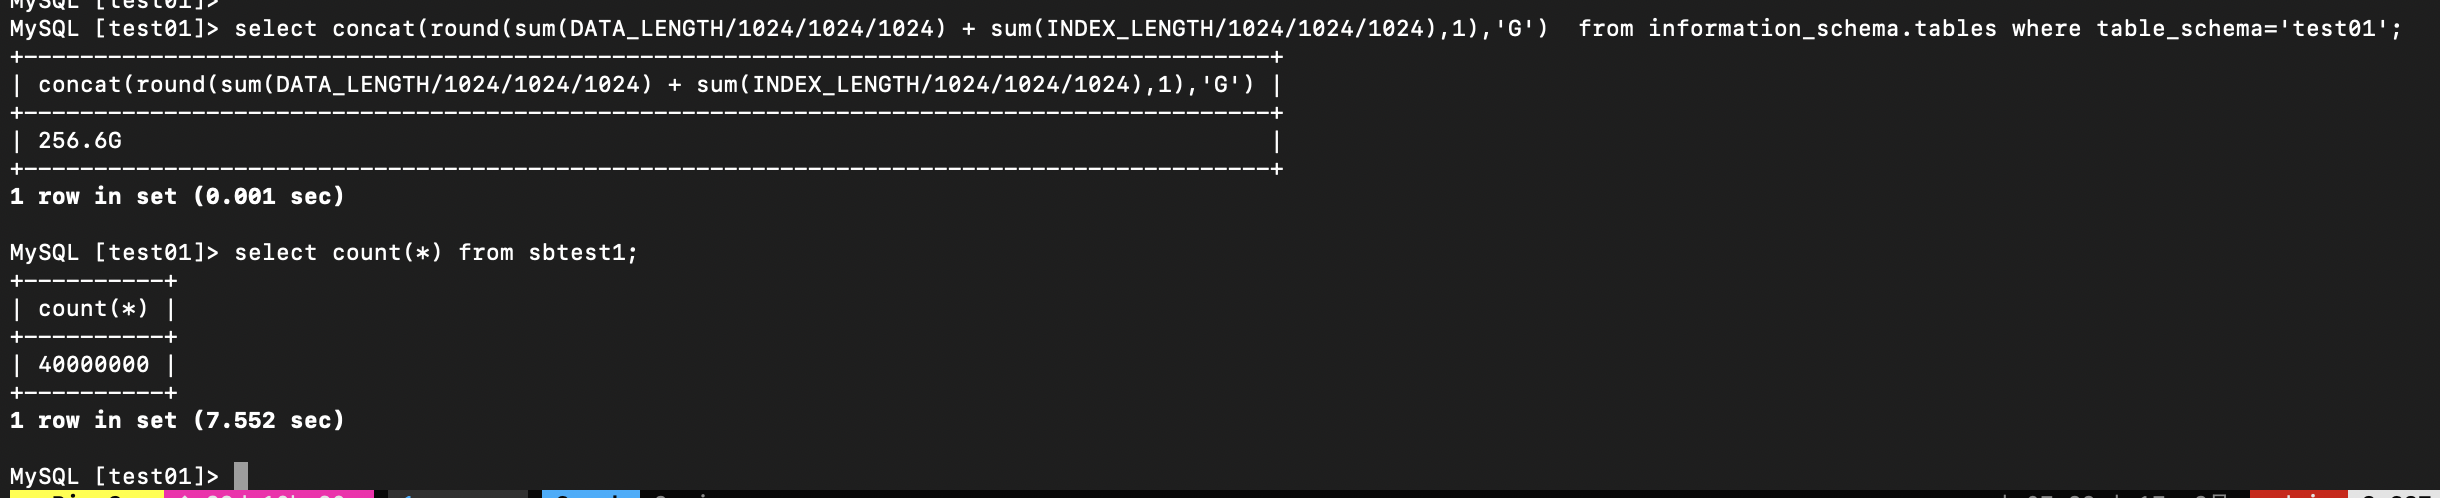 MySQL [test01]>
MySQL [test01]> select concat(round(sum(DATA_LENGTH/1024/1024/1024) + sum(INDEX_LENGTH/1024/1024/1024),1),'G')  from information_schema.tables where table_schema='test01';
+-----------------------------------------------------------------------------------------+
| concat(round(sum(DATA_LENGTH/1024/1024/1024) + sum(INDEX_LENGTH/1024/1024/1024),1),'G') |
+-----------------------------------------------------------------------------------------+
| 256.6G                                                                                  |
+-----------------------------------------------------------------------------------------+
1 row in set (0.001 sec)
MySQL [test01]> select count(*) from sbtest1;
+----------+
| count(*) |
+----------+
| 40000000 |
+----------+
1 row in set (7.552 sec)
MySQL [test01]>